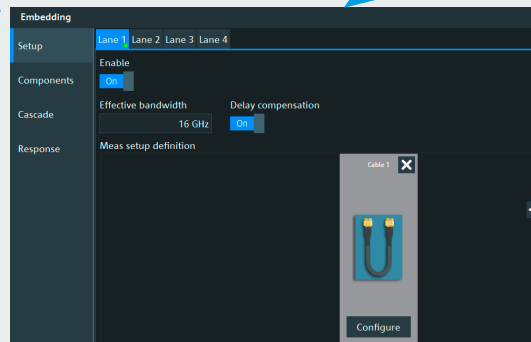 Embedding
Setup
Components
Cascade
Response
Lane 1 Lane 2 Lane 3 Lane 4
Enable
On
Effective bandwidth Delay compensation
16 GHz On
Meas setup definition
Cable 1
Configure